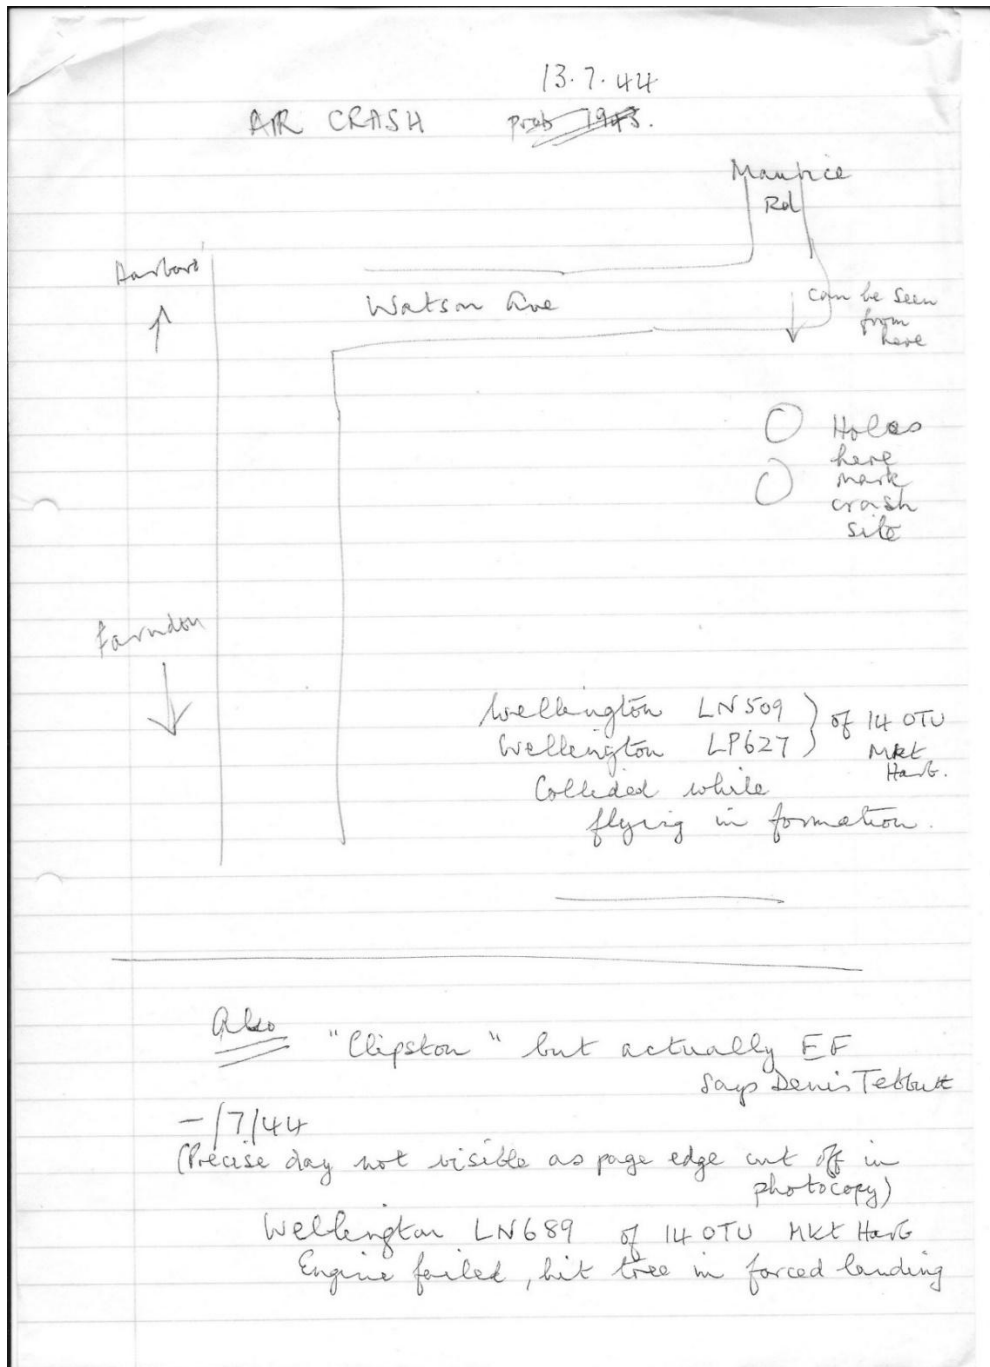 13.7.44
AIR CRASH prob 1943.
Maurice
Rd
Harboro'
Watson Ave
can be seen
from
here
Holes
here
mark
crash
site
Farndon
Wellington LN509 } of 14 OTU
Wellington LP627 } Mkt
Harb.
Collided while
flying in formation.
Also
"Clipston" but actually EF
says Denis Tebbutt
-/7/44
(Precise day not visible as page edge cut off in
photocopy)
Wellington LN689 of 14 OTU Mkt Harb
Engine failed, hit tree in forced landing